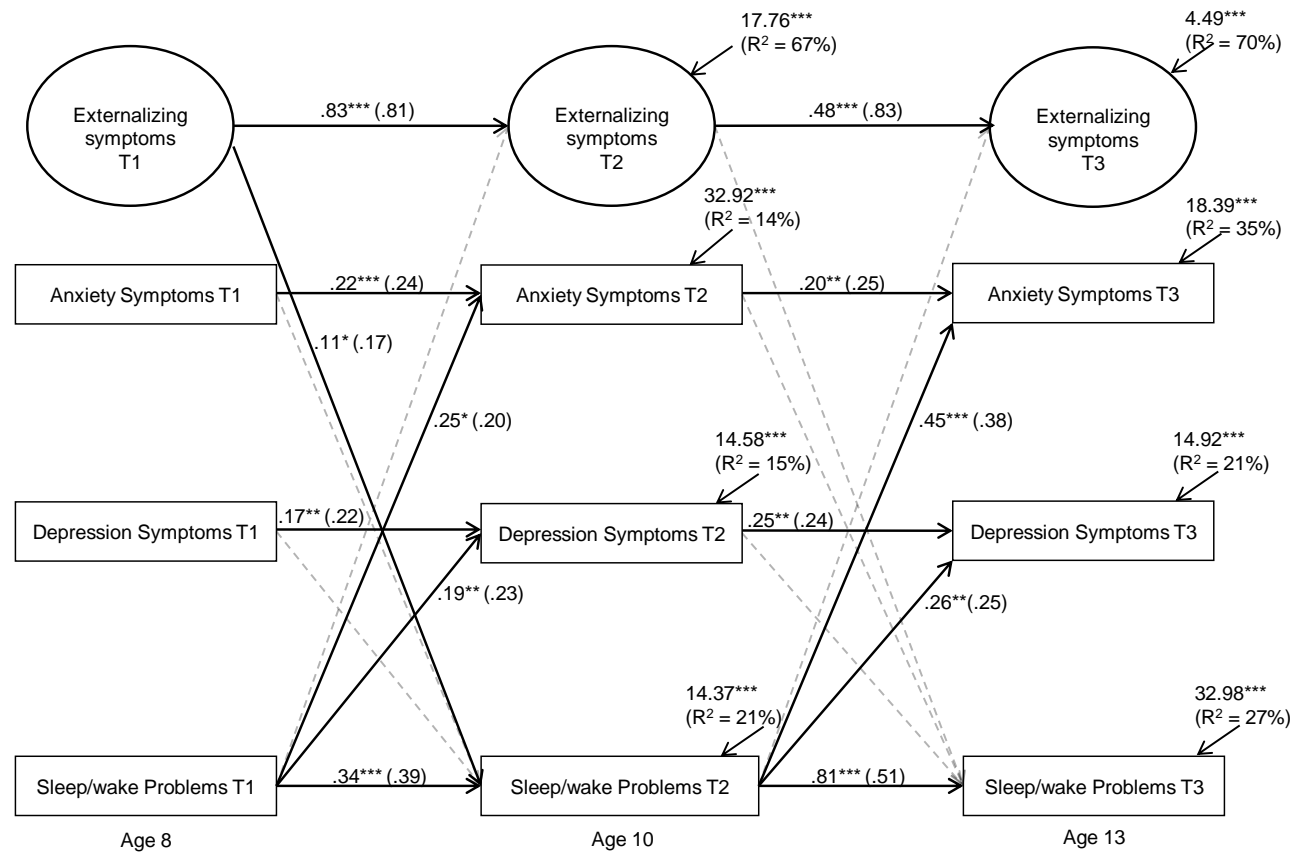 17.76***
(R² = 67%)
4.49***
(R² = 70%)
Externalizing
symptoms
T1
.83*** (.81)
Externalizing
symptoms
T2
.48*** (.83)
Externalizing
symptoms
T3
32.92***
(R² = 14%)
18.39***
(R² = 35%)
Anxiety Symptoms T1
.22*** (.24)
Anxiety Symptoms T2
.20** (.25)
Anxiety Symptoms T3
.11* (.17)
.25* (.20)
.45*** (.38)
14.58***
(R² = 15%)
14.92***
(R² = 21%)
Depression Symptoms T1
.17** (.22)
Depression Symptoms T2
.25** (.24)
Depression Symptoms T3
.19** (.23)
.26** (.25)
14.37***
(R² = 21%)
32.98***
(R² = 27%)
Sleep/wake Problems T1
.34*** (.39)
Sleep/wake Problems T2
.81*** (.51)
Sleep/wake Problems T3
Age 8
Age 10
Age 13